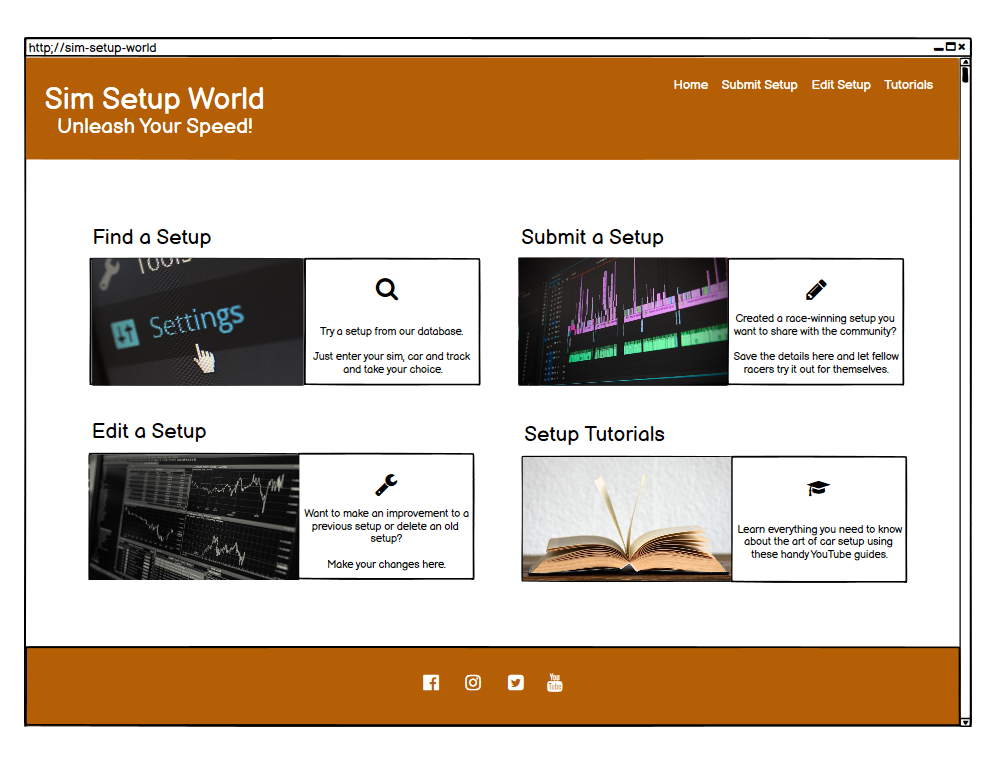 http;//sim-setup-world
Sim Setup World
Unleash Your Speed!
Home Submit Setup Edit Setup Tutorials
Find a Setup
Tools
Settings
Try a setup from our database.
Just enter your sim, car and track
and take your choice.
Submit a Setup
Created a race-winning setup you
want to share with the community?
Save the details here and let fellow
racers try it out for themselves.
Edit a Setup
Want to make an improvement to a
previous setup or delete an old
setup?
Make your changes here.
Setup Tutorials
Learn everything you need to know
about the art of car setup using
these handy YouTube guides.
You
Tube